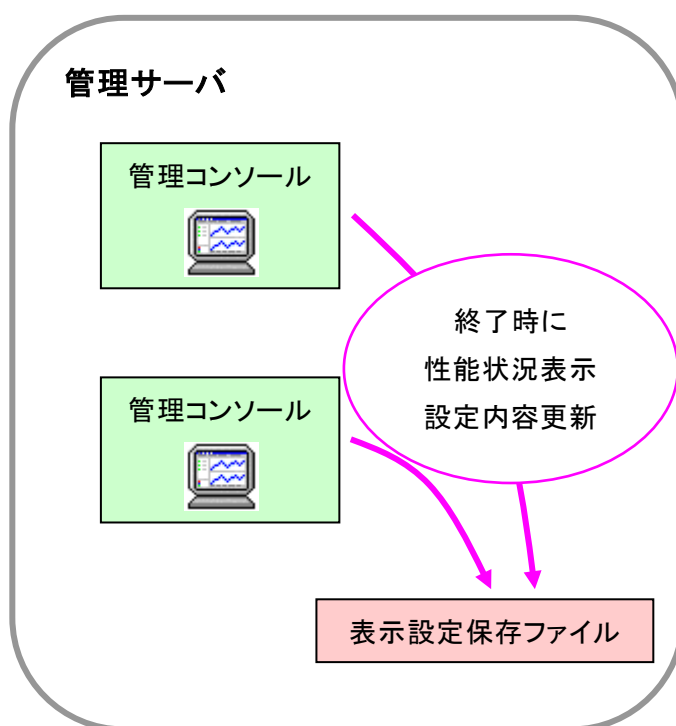 管理サーバ
管理コンソール
終了時に
性能状況表示
設定内容更新
管理コンソール
表示設定保存ファイル